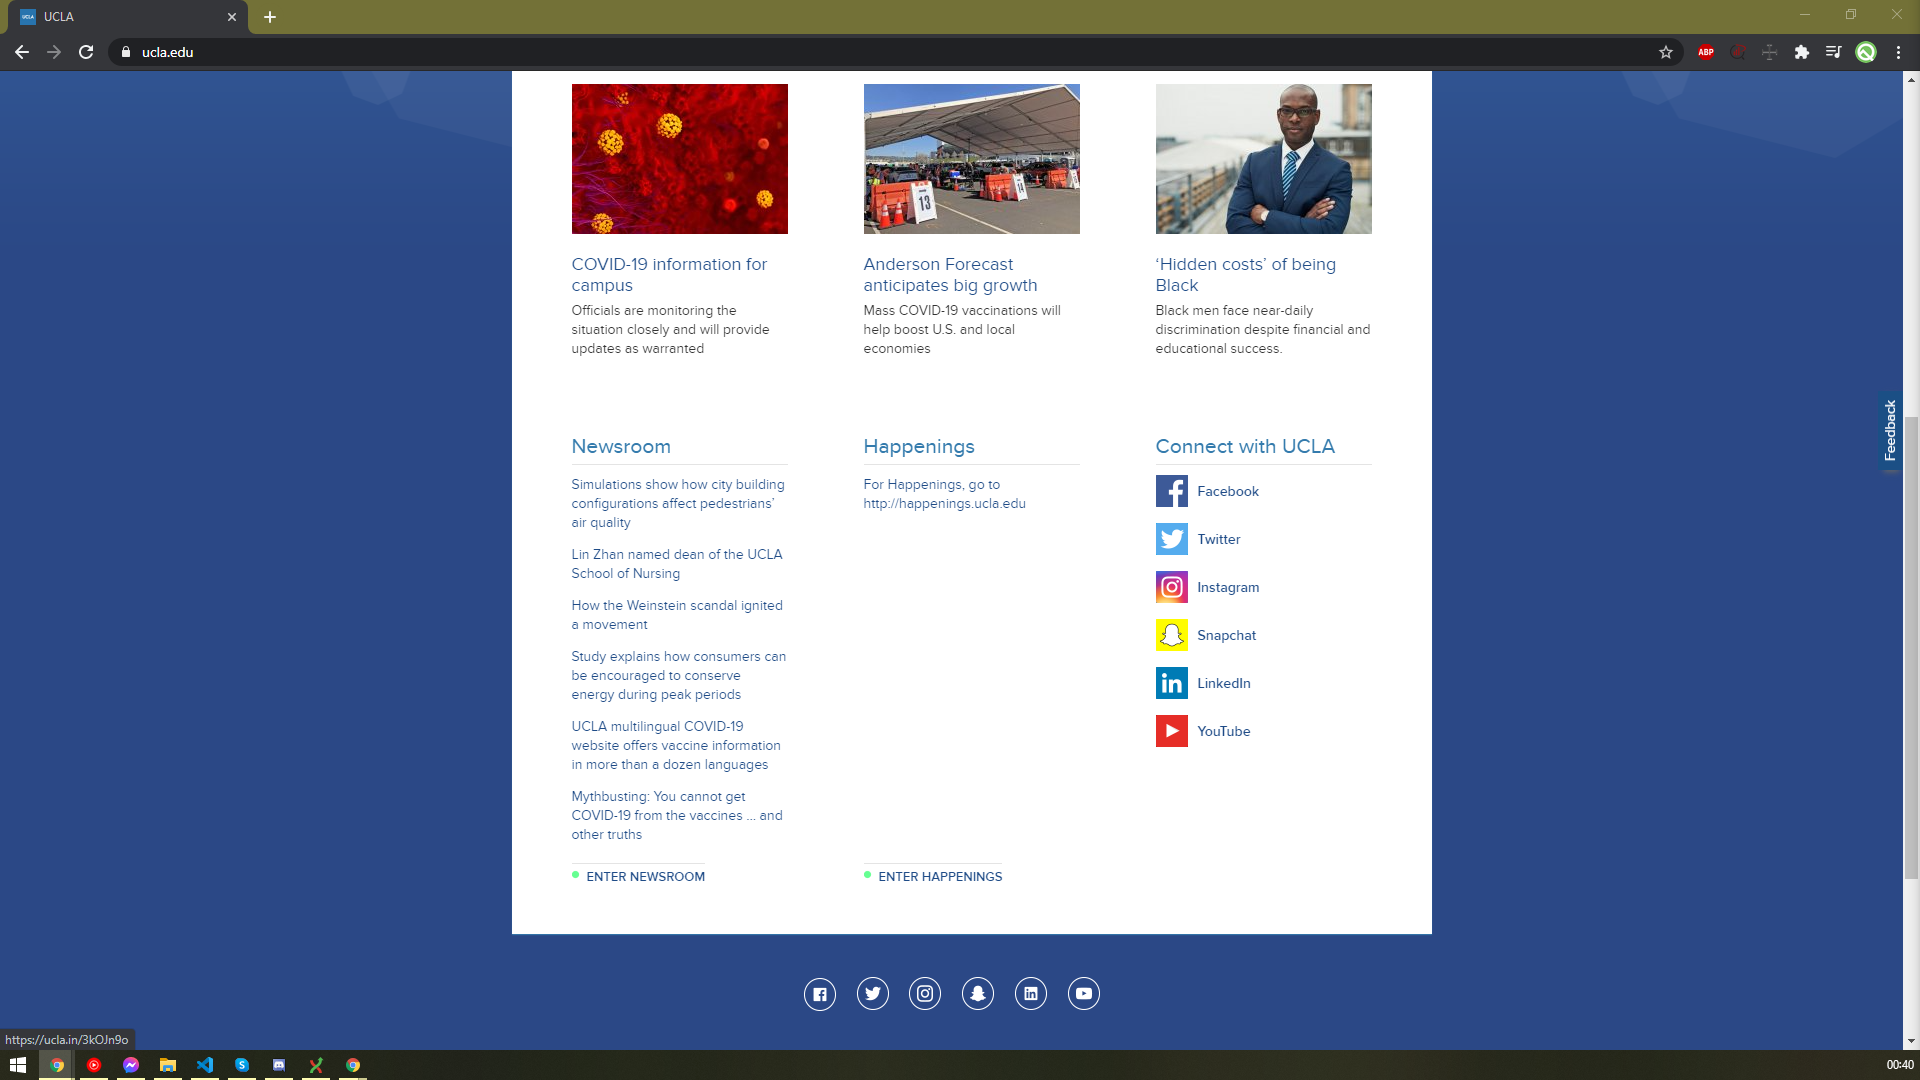 UCLA
ucla.edu
ABP
13
14
COVID-19 information for
campus
Officials are monitoring the
situation closely and will provide
updates as warranted
Anderson Forecast
anticipates big growth
Mass COVID-19 vaccinations will
help boost U.S. and local
economies
‘Hidden costs’ of being
Black
Black men face near-daily
discrimination despite financial and
educational success.
Feedback
Newsroom
Simulations show how city building
configurations affect pedestrians’
air quality
Lin Zhan named dean of the UCLA
School of Nursing
How the Weinstein scandal ignited
a movement
Study explains how consumers can
be encouraged to conserve
energy during peak periods
UCLA multilingual COVID-19
website offers vaccine information
in more than a dozen languages
Mythbusting: You cannot get
COVID-19 from the vaccines ... and
other truths
ENTER NEWSROOM
Happenings
For Happenings, go to
http://happenings.ucla.edu
ENTER HAPPENINGS
Connect with UCLA
Facebook
Twitter
Instagram
Snapchat
LinkedIn
YouTube
https://ucla.in/3kOJn9o
00:40